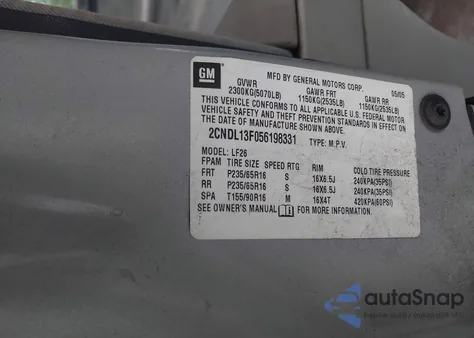 GM
MFD BY GENERAL MOTORS CORP. 09/05
GVWR GAWR FRT GAWR RR
2300KG(5070LB) 1150KG(2535LB) 1150KG(2535LB)
THIS VEHICLE CONFORMS TO ALL APPLICABLE U.S. FEDERAL
MOTOR VEHICLE SAFETY AND THEFT PREVENTION STANDARDS IN
EFFECT ON THE DATE OF MANUFACTURE SHOWN ABOVE.
2CNDL13F056198331 TYPE: M.P.V.
MODEL: LF26
FPAM TIRE SIZE SPEED RTG RIM COLD TIRE PRESSURE
FRT P235/65R16 S 16X6.5J 240KPA(35PSI)
RR P235/65R16 S 16X6.5J 240KPA(35PSI)
SPA T155/90R16 M 16X4T 420KPA(60PSI)
SEE OWNER'S MANUAL FOR MORE INFORMATION.
autoSnap